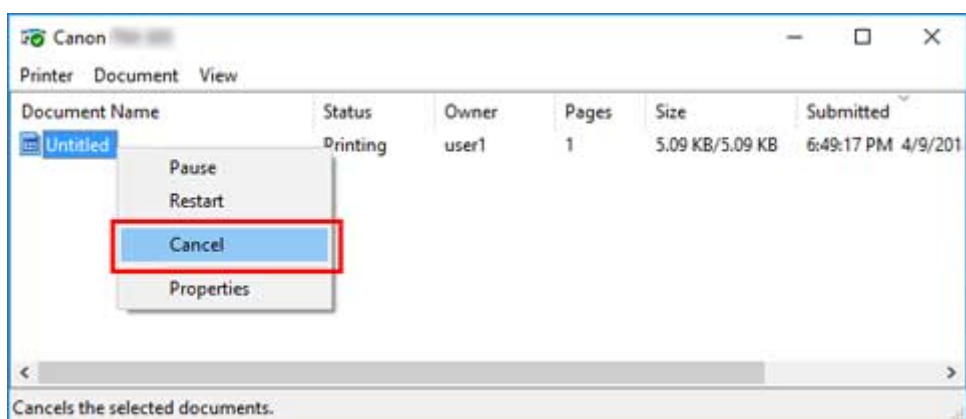 Canon
Printer Document View
Document Name Status Owner Pages Size Submitted
Untitled Printing user1 1 5.09 KB/5.09 KB 6:49:17 PM 4/9/201
Pause
Restart
Cancel
Properties
Cancels the selected documents.